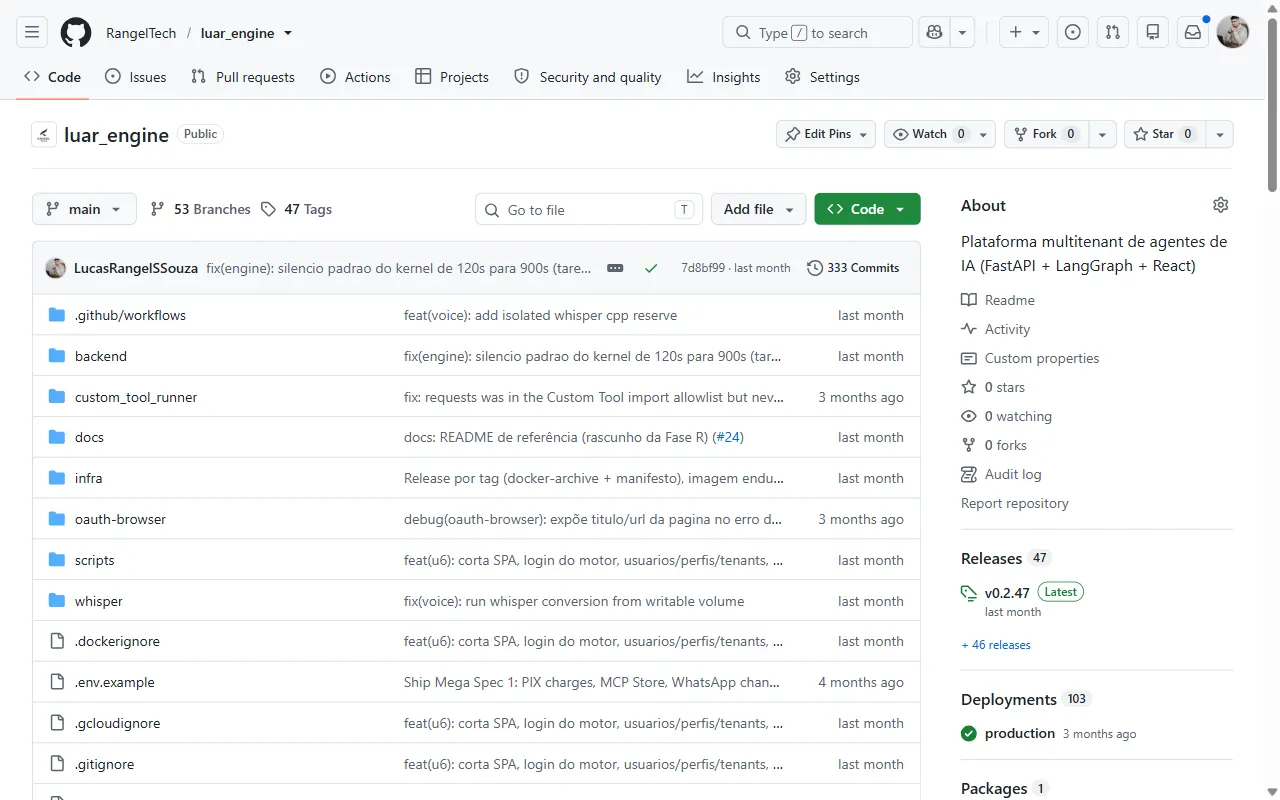 RangelTech / luar_engine
Type / to search
Code
Issues
Pull requests
Actions
Projects
Security and quality
Insights
Settings
luar_engine Public
Edit Pins
Watch 0
Fork 0
Star 0
main
53 Branches
47 Tags
Go to file T
Add file
Code
LucasRangelSSouza fix(engine): silencio padrao do kernel de 120s para 900s (tare... 7d8bf99 · last month 333 Commits
.github/workflows feat(voice): add isolated whisper cpp reserve last month
backend fix(engine): silencio padrao do kernel de 120s para 900s (tar... last month
custom_tool_runner fix: requests was in the Custom Tool import allowlist but nev... 3 months ago
docs docs: README de referência (rascunho da Fase R) (#24) last month
infra Release por tag (docker-archive + manifesto), imagem endu... last month
oauth-browser debug(oauth-browser): expõe titulo/url da pagina no erro d... 3 months ago
scripts feat(u6): corta SPA, login do motor, usuarios/perfis/tenants, ... last month
whisper fix(voice): run whisper conversion from writable volume last month
.dockerignore feat(u6): corta SPA, login do motor, usuarios/perfis/tenants, ... last month
.env.example Ship Mega Spec 1: PIX charges, MCP Store, WhatsApp chan... 4 months ago
.gcloudignore feat(u6): corta SPA, login do motor, usuarios/perfis/tenants, ... last month
.gitignore feat(u6): corta SPA, login do motor, usuarios/perfis/tenants, ... last month
About
Plataforma multitenant de agentes de
IA (FastAPI + LangGraph + React)
Readme
Activity
Custom properties
0 stars
0 watching
0 forks
Audit log
Report repository
Releases 47
v0.2.47 Latest
last month
+ 46 releases
Deployments 103
production 3 months ago
Packages 1